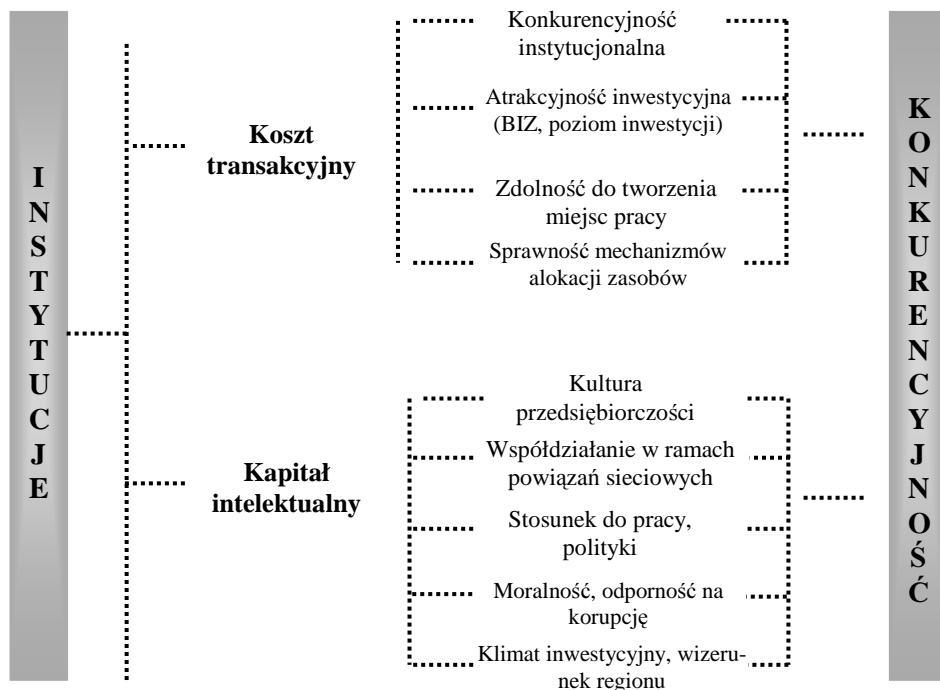 INSTYTUCJE
Koszt
transakcyjny
Konkurencyjność
instytucjonalna
Atrakcyjność inwestycyjna
(BIZ, poziom inwestycji)
Zdolność do tworzenia
miejsc pracy
Sprawność mechanizmów
alokacji zasobów
Kapitał
intelektualny
Kultura
przedsiębiorczości
Współdziałanie w ramach
powiązań sieciowych
Stosunek do pracy,
polityki
Moralność, odporność na
korupcję
Klimat inwestycyjny, wizeru-
nek regionu
KONKURENCYJNOŚĆ